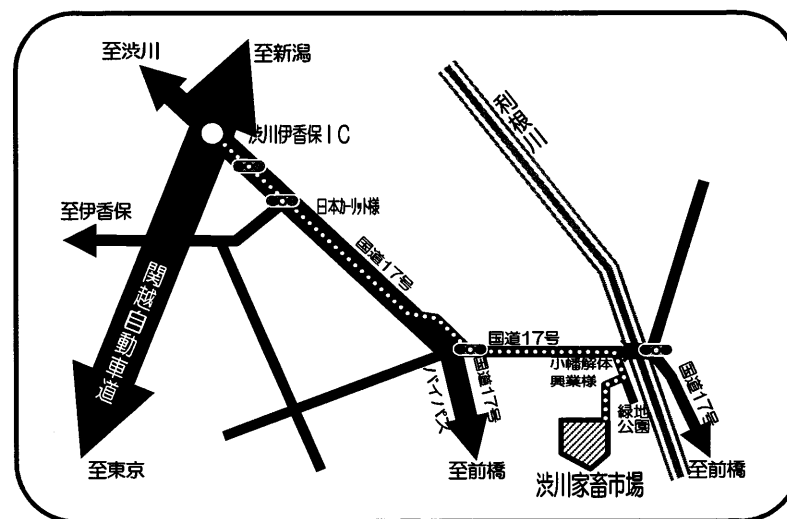 至渋川
至新潟
利根川
渋川伊香保IC
日本カーリット様
至伊香保
国道17号
関越自動車道
国道17号
小幡解体
興業様
国道17号
バイパス
国道17号
緑地
公園
至東京
至前橋
渋川家畜市場
至前橋